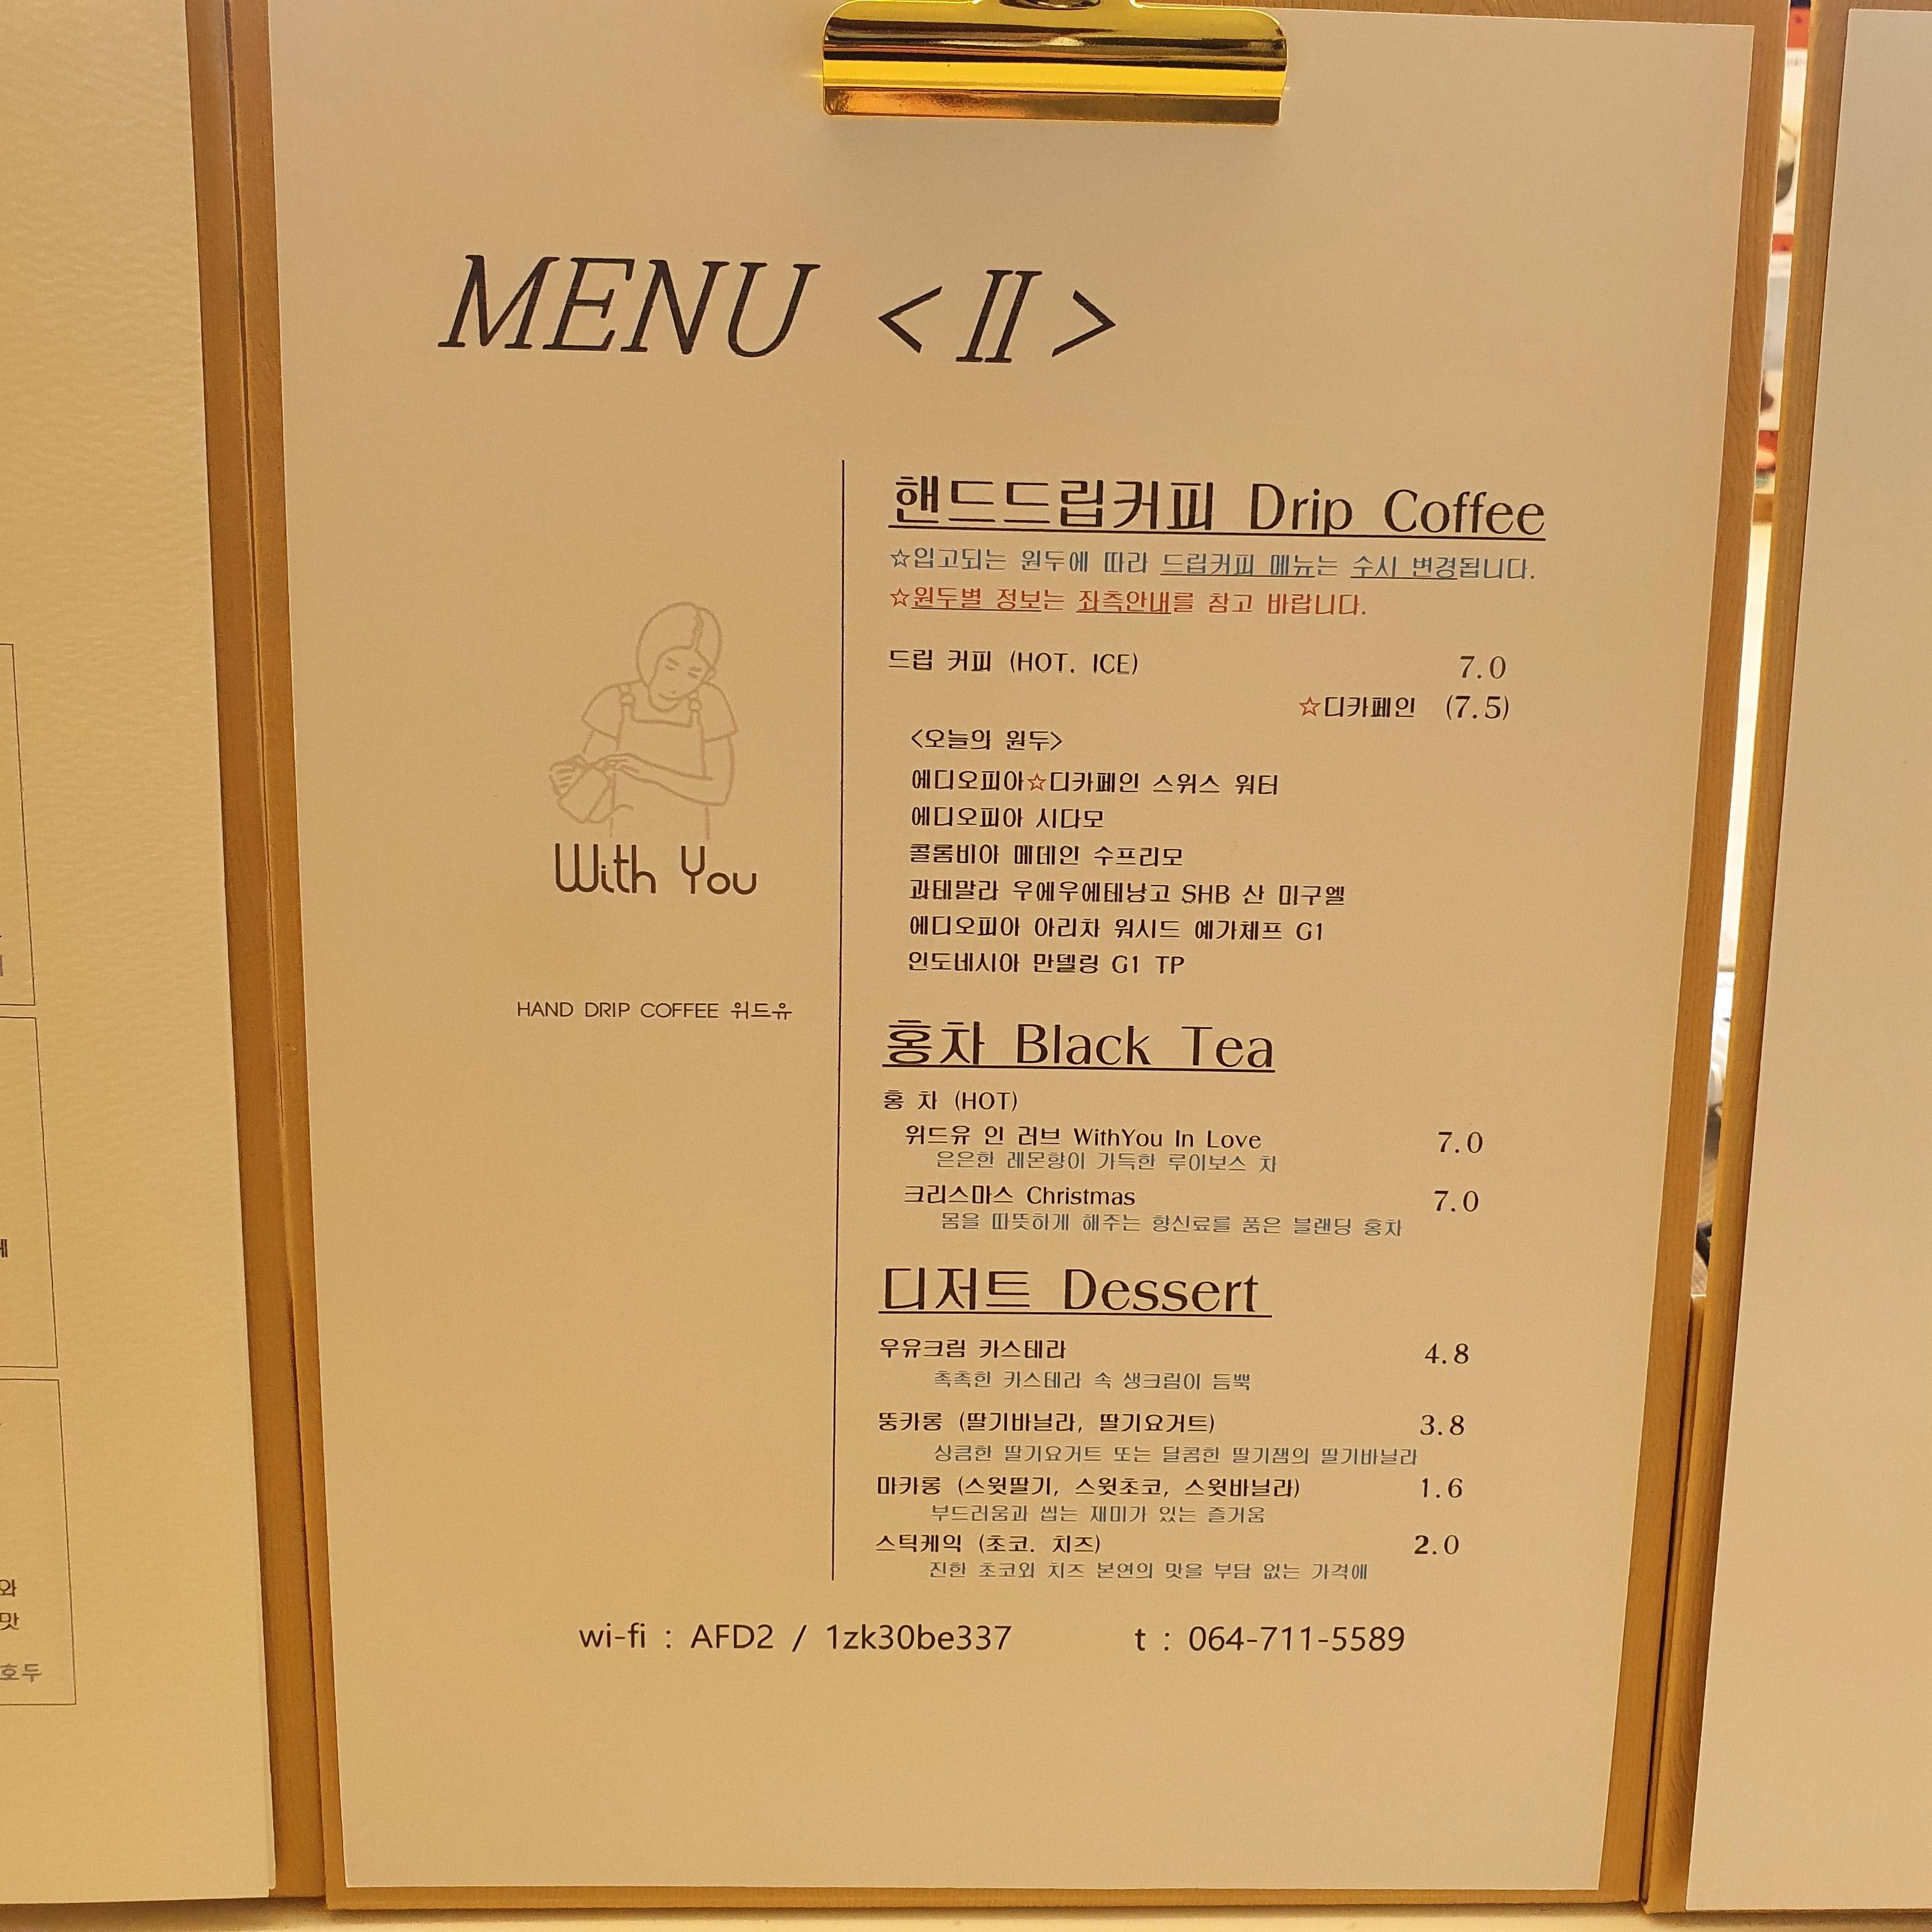 MENU <II>
핸드드립커피 Drip Coffee
☆입고되는 원두에 따라 드립커피 메뉴는 수시 변경됩니다.
☆원두별 정보는 좌측안내를 참고 바랍니다.
드립 커피 (HOT. ICE) 7.0
☆디카페인 (7.5)
<오늘의 원두>
에디오피아☆디카페인 스위스 워터
에디오피아 시다모
콜롬비아 메데인 수프리모
과테말라 우에우에테낭고 SHB 산 미구엘
에디오피아 아리차 워시드 예가체프 G1
인도네시아 만델링 G1 TP
With You
HAND DRIP COFFEE 위드유
홍차 Black Tea
홍 차 (HOT)
위드유 인 러브 WithYou In Love 7.0
은은한 레몬향이 가득한 루이보스 차
크리스마스 Christmas 7.0
몸을 따뜻하게 해주는 향신료를 품은 블랜딩 홍차
디저트 Dessert
우유크림 카스테라 4.8
촉촉한 카스테라 속 생크림이 듬뿍
뚱카롱 (딸기바닐라, 딸기요거트) 3.8
상큼한 딸기요거트 또는 달콤한 딸기잼의 딸기바닐라
마카롱 (스윗딸기, 스윗초코, 스윗바닐라) 1.6
부드러움과 씹는 재미가 있는 즐거움
스틱케익 (초코. 치즈) 2.0
진한 초코와 치즈 본연의 맛을 부담 없는 가격에
wi-fi : AFD2 / 1zk30be337 t : 064-711-5589
와
맛
호두